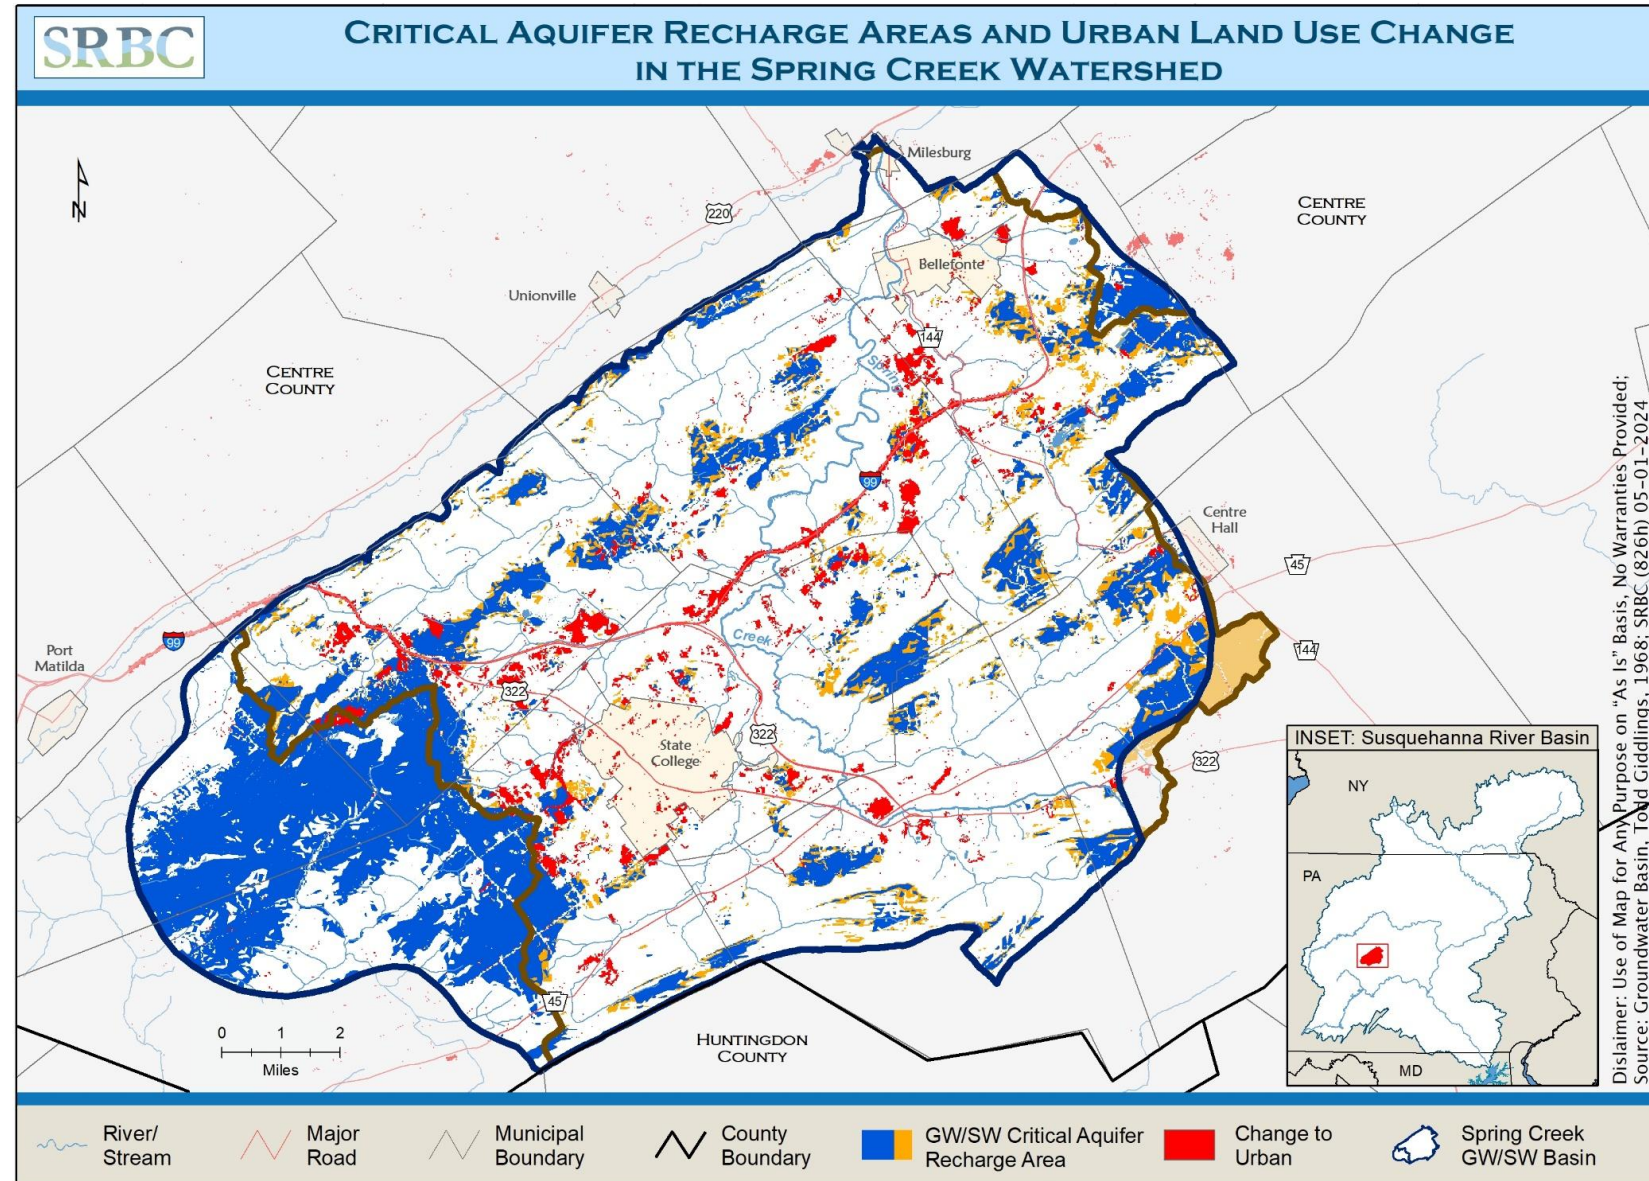 SRBC
CRITICAL AQUIFER RECHARGE AREAS AND URBAN LAND USE CHANGE
IN THE SPRING CREEK WATERSHED
N
Milesburg
CENTRE
COUNTY
220
Bellefonte
Unionville
144
Spring
CENTRE
COUNTY
99
Centre
Hall
45
99
Creek
Port
Matilda
144
322
322
State
College
322
45
0 1 2
Miles
HUNTINGDON
COUNTY
INSET: Susquehanna River Basin
NY
PA
MD
Dislaimer: Use of Map for Any Purpose on "As Is" Basis, No Warranties Provided;
Source: Groundwater Basin, Todd Giddings, 1968; SRBC (826h) 05-01-2024
River/
Stream
Major
Road
Municipal
Boundary
County
Boundary
GW/SW Critical Aquifer
Recharge Area
Change to
Urban
Spring Creek
GW/SW Basin